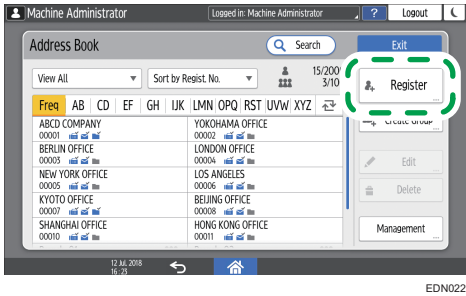 Machine Administrator
Logged in: Machine Administrator
?
Logout
Address Book
Search
Exit
View All
Sort by Regist. No.
15/200
3/10
Register
Freq AB CD EF GH IJK LMN OPQ RST UVW XYZ
ABCD COMPANY
00001
YOKOHAMA OFFICE
00002
Create Group
BERLIN OFFICE
00005
LONDON OFFICE
00004
Edit
NEW YORK OFFICE
00005
LOS ANGELES
00006
Delete
KYOTO OFFICE
00007
BEIJING OFFICE
00008
SHANGHAI OFFICE
00010
HONG KONG OFFICE
00011
Management
12 Jul. 2018
16:23
EDN022